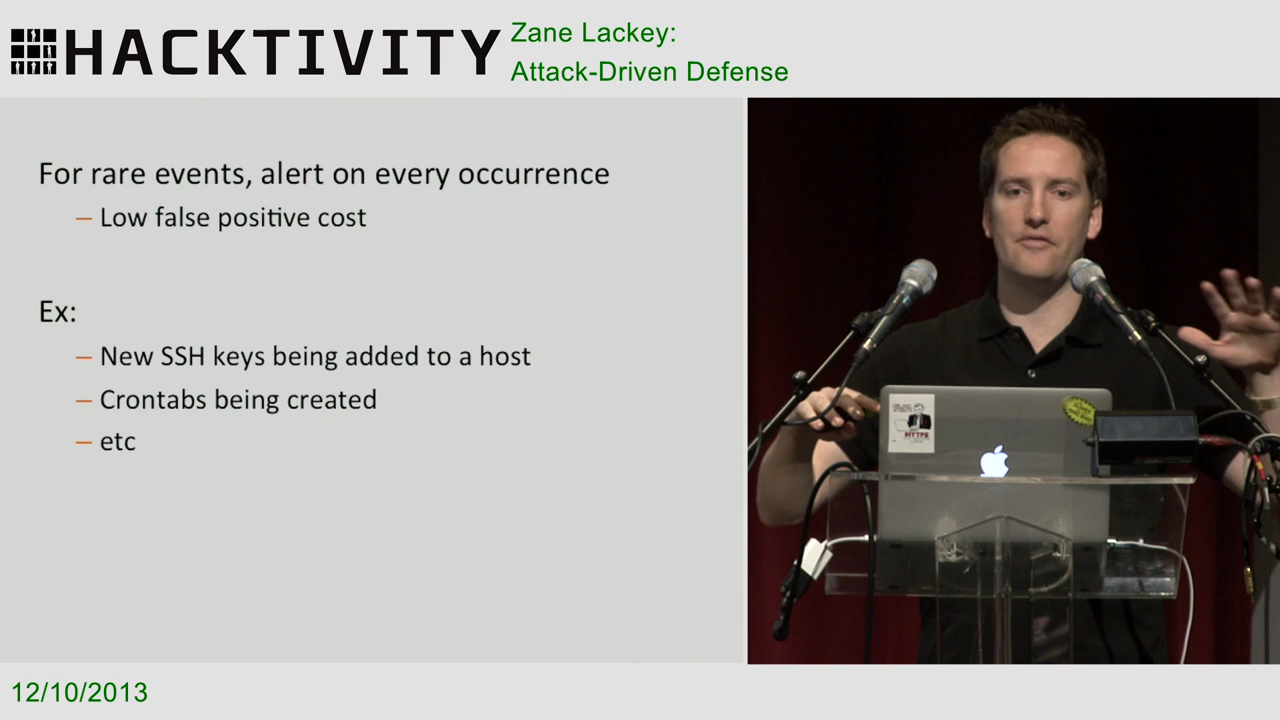 HACKTIVITY
Zane Lackey:
Attack-Driven Defense
For rare events, alert on every occurrence
– Low false positive cost
Ex:
– New SSH keys being added to a host
– Crontabs being created
– etc
HTTPS
12/10/2013